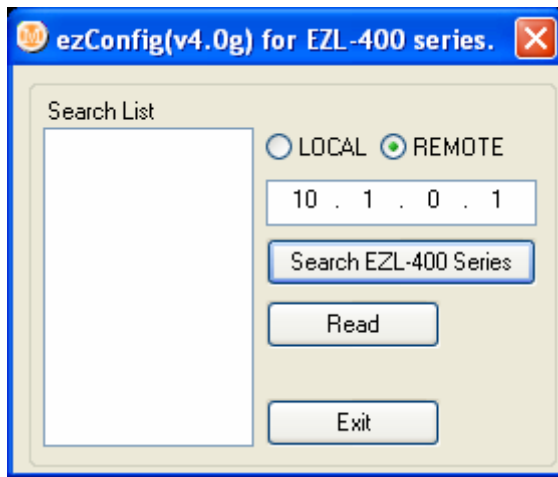 ezConfig(v4.0g) for EZL-400 series.
Search List
LOCAL REMOTE
10 . 1 . 0 . 1
Search EZL-400 Series
Read
Exit